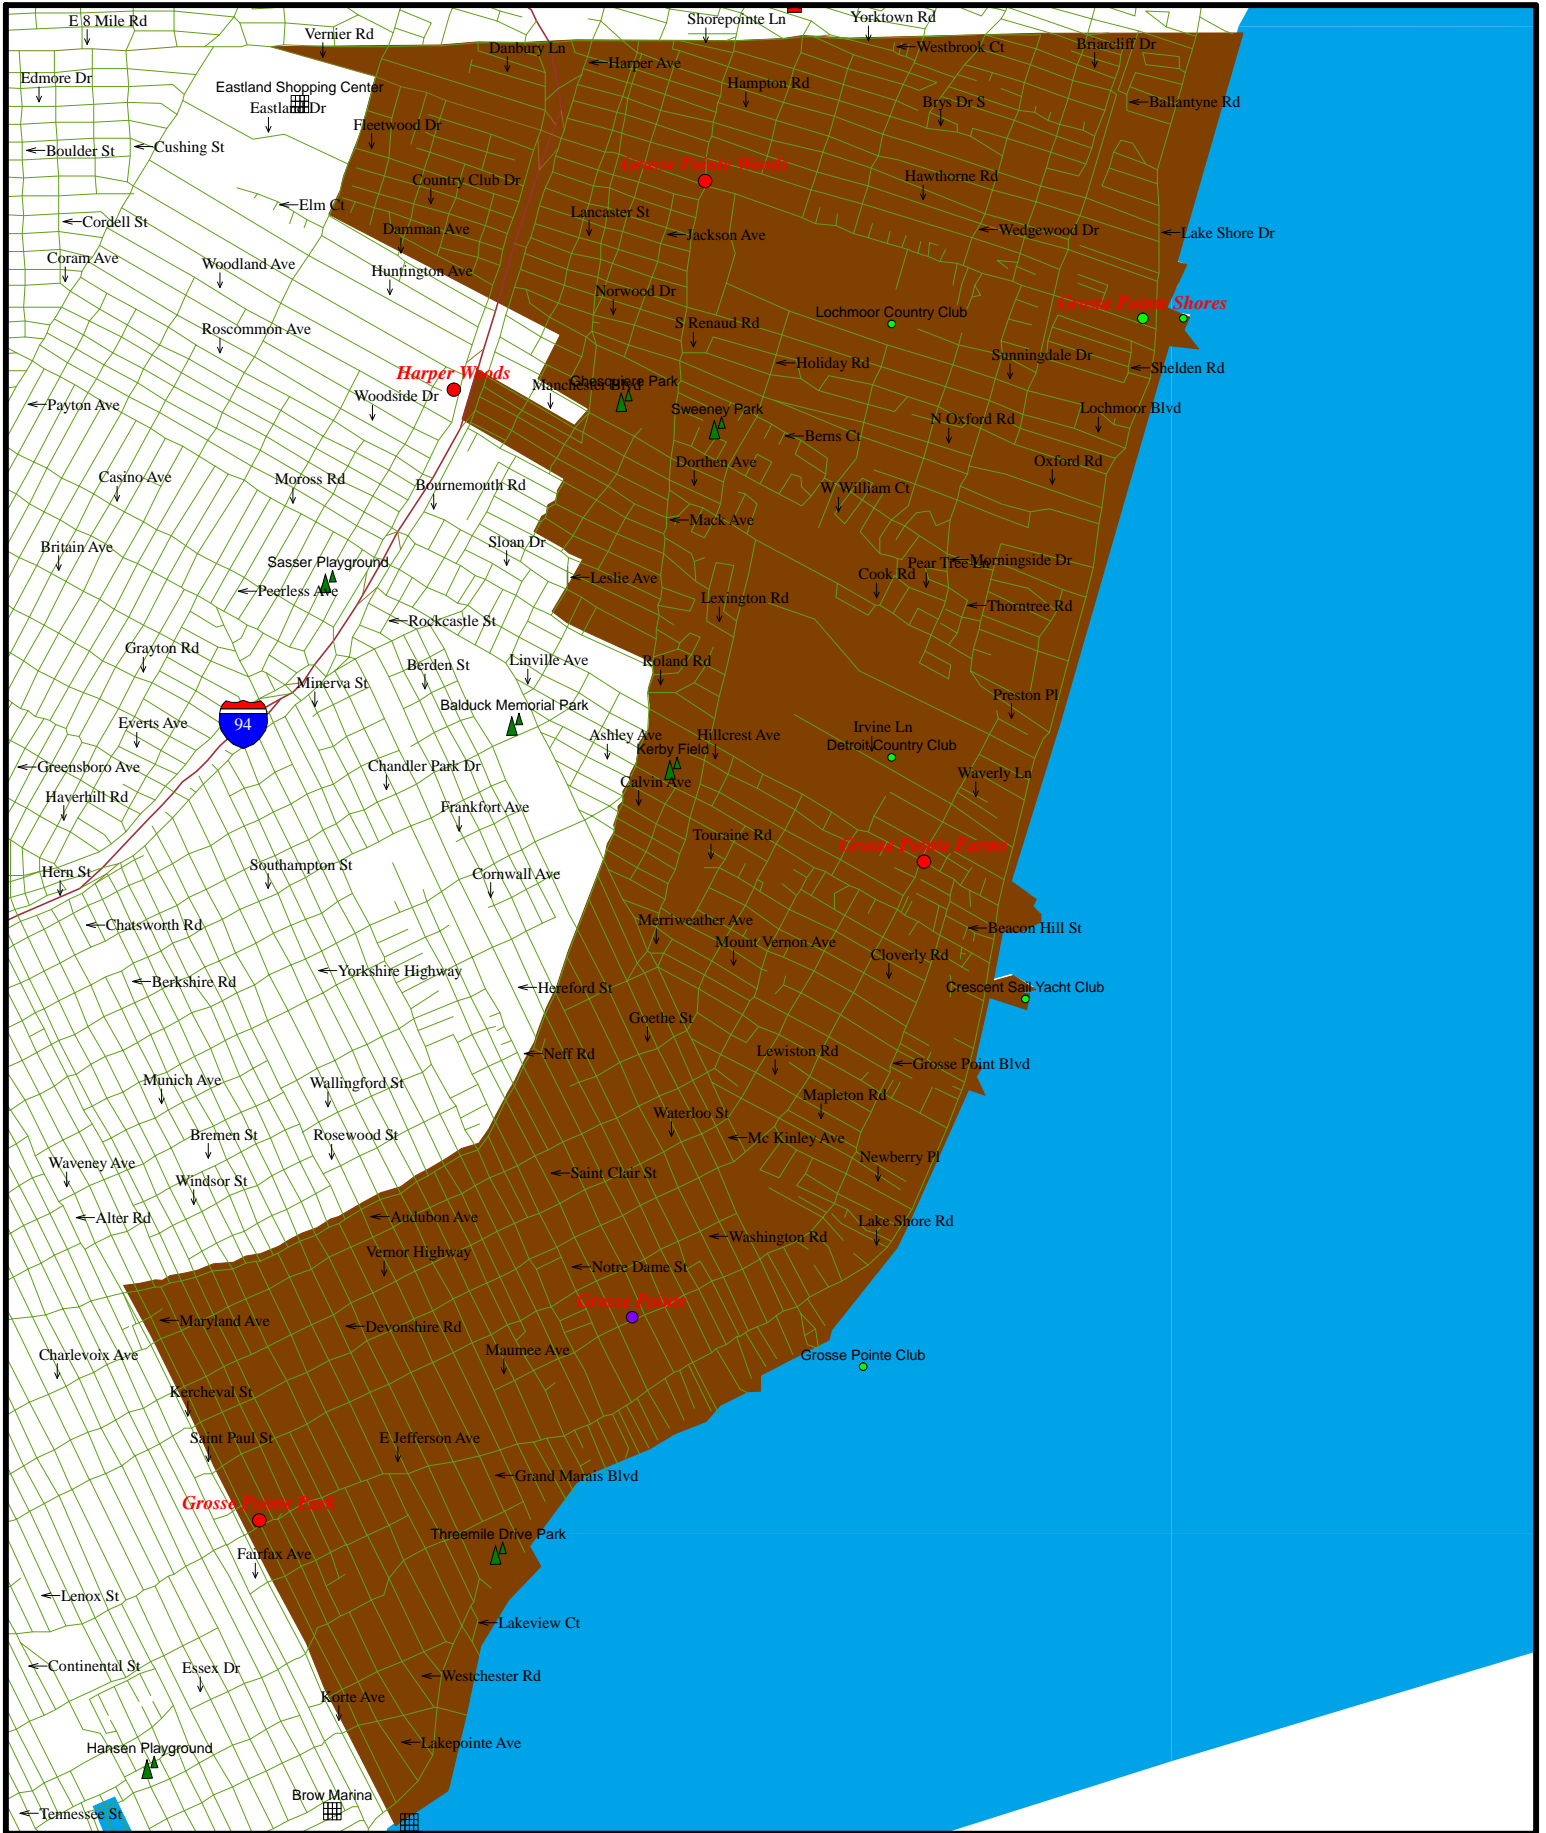 E 8 Mile Rd
Shorepointe Ln
Yorktown Rd
Vernier Rd
Danbury Ln
Westbrook Ct
Briarcliff Dr
Harper Ave
Edmore Dr
Eastland Shopping Center
Hampton Rd
Eastland Dr
Brys Dr S
Ballantyne Rd
Fleetwood Dr
Boulder St
Cushing St
Grosse Pointe Woods
Country Club Dr
Hawthorne Rd
Elm Ct
Lancaster St
Cordell St
Damman Ave
Jackson Ave
Wedgewood Dr
Lake Shore Dr
Coram Ave
Woodland Ave
Huntington Ave
Norwood Dr
Grosse Pointe Shores
Lochmoor Country Club
S Renaud Rd
Roscommon Ave
Sunningdale Dr
Holiday Rd
Shelden Rd
Harper Woods
Ghesquiere Park
Manchester Blvd
Woodside Dr
Payton Ave
Sweeney Park
Lochmoor Blvd
N Oxford Rd
Berns Ct
Dorthen Ave
Oxford Rd
Casino Ave
Moross Rd
Bournemouth Rd
W William Ct
Mack Ave
Britain Ave
Sloan Dr
Sasser Playground
Morningside Dr
Pear Tree Ln
Cook Rd
Leslie Ave
Peerless Ave
Lexington Rd
Thorntree Rd
Rockcastle St
Grayton Rd
Berden St
Linville Ave
Roland Rd
Minerva St
Preston Pl
Balduck Memorial Park
94
Everts Ave
Irvine Ln
Ashley Ave
Hillcrest Ave
Detroit Country Club
Kerby Field
Greensboro Ave
Chandler Park Dr
Waverly Ln
Calvin Ave
Haverhill Rd
Frankfort Ave
Touraine Rd
Grosse Pointe Farms
Southampton St
Hern St
Cornwall Ave
Merriweather Ave
Chatsworth Rd
Beacon Hill St
Mount Vernon Ave
Cloverly Rd
Yorkshire Highway
Berkshire Rd
Hereford St
Crescent Sail Yacht Club
Goethe St
Neff Rd
Lewiston Rd
Grosse Point Blvd
Munich Ave
Wallingford St
Mapleton Rd
Waterloo St
Bremen St
Rosewood St
Mc Kinley Ave
Newberry Pl
Waveney Ave
Saint Clair St
Windsor St
Alter Rd
Audubon Ave
Lake Shore Rd
Washington Rd
Vernor Highway
Notre Dame St
Grosse Pointe
Maryland Ave
Devonshire Rd
Maumee Ave
Charlevoix Ave
Grosse Pointe Club
Kercheval St
Saint Paul St
E Jefferson Ave
Grand Marais Blvd
Grosse Pointe Park
Threemile Drive Park
Fairfax Ave
Lenox St
Lakeview Ct
Continental St
Essex Dr
Westchester Rd
Korte Ave
Lakepointe Ave
Hansen Playground
Brow Marina
Tennessee St